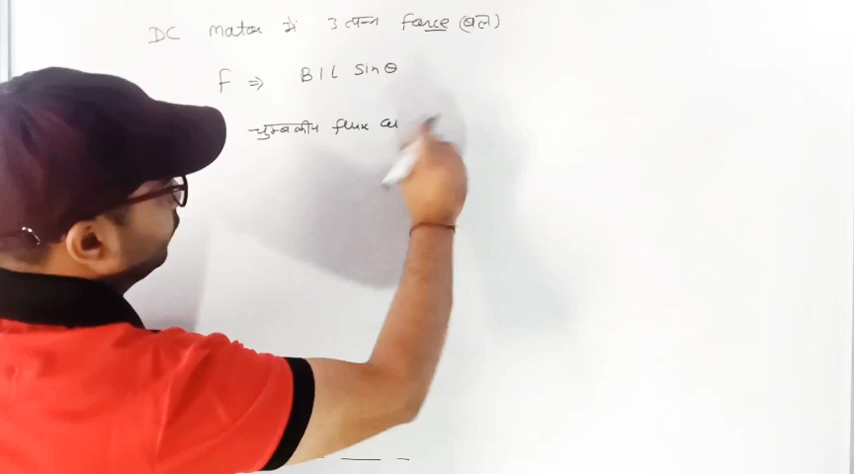 DC Motor में उत्पन्न force (बल)
F ⇒ BIL Sinθ
चुम्बकीय flux का